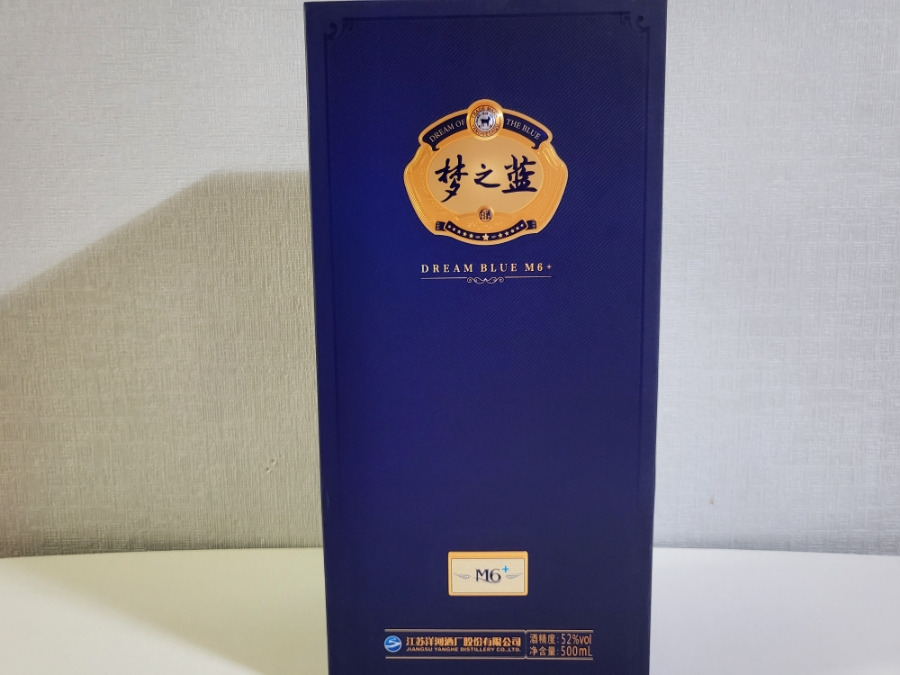 DREAM OF THE BLUE
梦之蓝
DREAM BLUE M6+
M6+
江苏洋河酒厂股份有限公司
JIANGSU YANGHE DISTILLERY CO.,LTD.
酒精度: 52%vol
净含量: 500mL